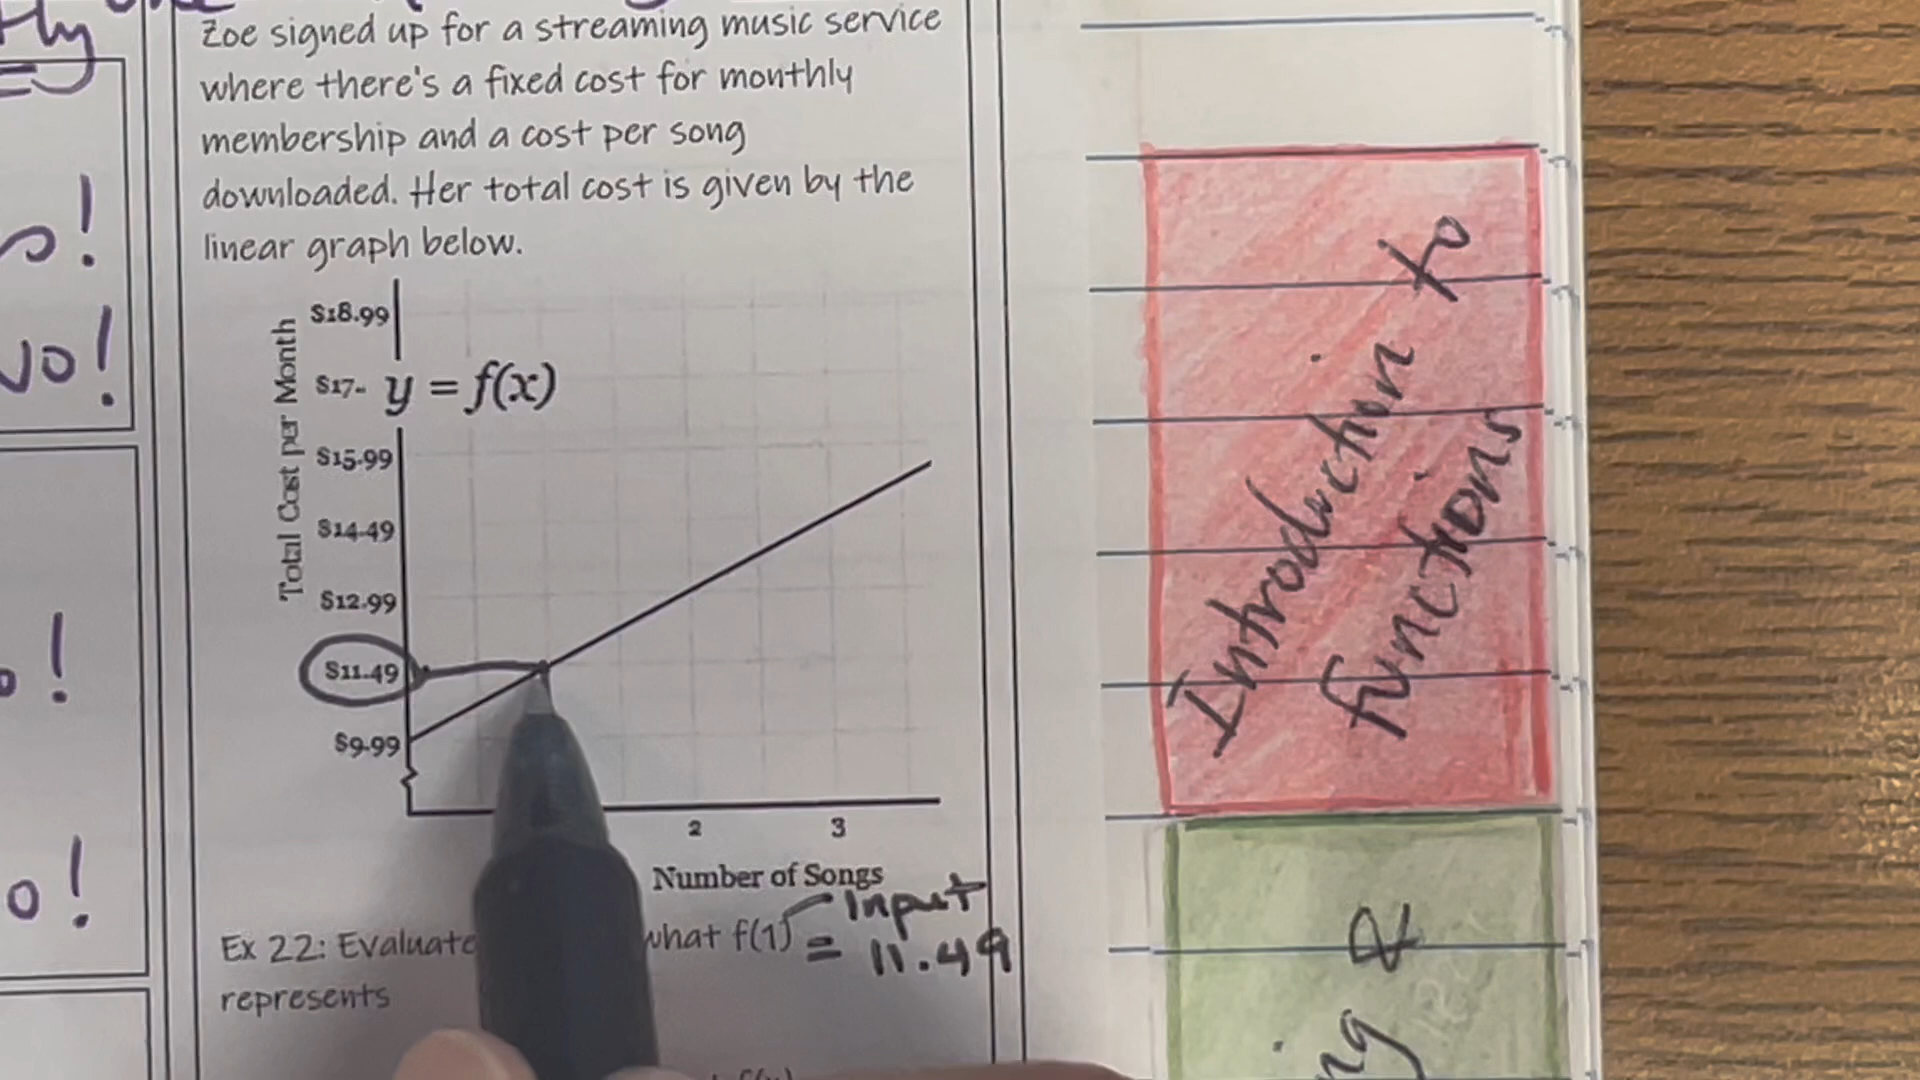 Zoe signed up for a streaming music service
where there's a fixed cost for monthly
membership and a cost per song
downloaded. Her total cost is given by the
linear graph below.
$18.99
$17-
y = f(x)
$15.99
$14.49
$12.99
$11.49
$9.99
Total Cost per Month
2
3
Number of Songs
Input
Ex 22: Evaluate what f(1) = 11.49
represents
No!
Introduction to
functions
&